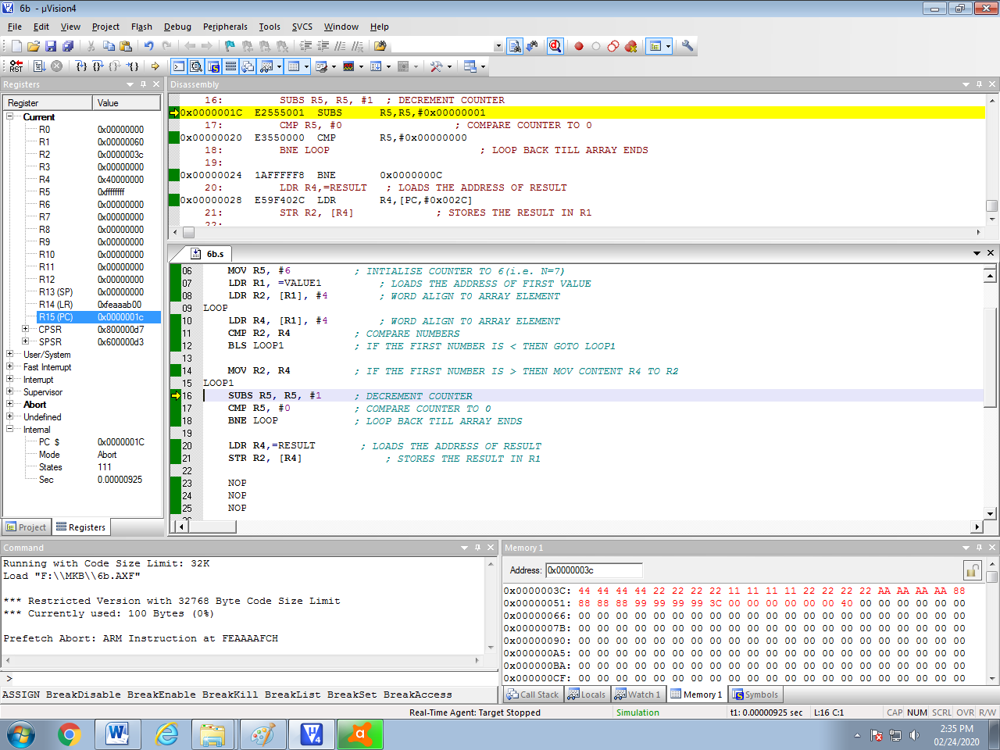 6b - µVision4
File Edit View Project Flash Debug Peripherals Tools SVCS Window Help
Registers
Register Value
Current
R0 0x00000000
R1 0x00000060
R2 0x0000003c
R3 0x00000000
R4 0x40000000
R5 0xffffffff
R6 0x00000000
R7 0x00000000
R8 0x00000000
R9 0x00000000
R10 0x00000000
R11 0x00000000
R12 0x00000000
R13 (SP) 0x00000000
R14 (LR) 0xfeaaab00
R15 (PC) 0x0000001c
CPSR 0x800000d7
SPSR 0x600000d3
User/System
Fast Interrupt
Interrupt
Supervisor
Abort
Undefined
Internal
PC $ 0x0000001C
Mode Abort
States 111
Sec 0.00000925
Project Registers
Disassembly
16: SUBS R5, R5, #1 ; DECREMENT COUNTER
0x0000001C E2555001 SUBS R5,R5,#0x00000001
17: CMP R5, #0 ; COMPARE COUNTER TO 0
0x00000020 E3550000 CMP R5,#0x00000000
18: BNE LOOP ; LOOP BACK TILL ARRAY ENDS
19:
0x00000024 1AFFFFF8 BNE 0x0000000C
20: LDR R4,=RESULT ; LOADS THE ADDRESS OF RESULT
0x00000028 E59F402C LDR R4,[PC,#0x002C]
21: STR R2, [R4] ; STORES THE RESULT IN R1
22:
6b.s
06 MOV R5, #6 ; INTIALISE COUNTER TO 6(i.e. N=7)
07 LDR R1, =VALUE1 ; LOADS THE ADDRESS OF FIRST VALUE
08 LDR R2, [R1], #4 ; WORD ALIGN T0 ARRAY ELEMENT
09 LOOP
10 LDR R4, [R1], #4 ; WORD ALIGN T0 ARRAY ELEMENT
11 CMP R2, R4 ; COMPARE NUMBERS
12 BLS LOOP1 ; IF THE FIRST NUMBER IS < THEN GOTO LOOP1
13
14 MOV R2, R4 ; IF THE FIRST NUMBER IS > THEN MOV CONTENT R4 TO R2
15 LOOP1
16 SUBS R5, R5, #1 ; DECREMENT COUNTER
17 CMP R5, #0 ; COMPARE COUNTER TO 0
18 BNE LOOP ; LOOP BACK TILL ARRAY ENDS
19
20 LDR R4,=RESULT ; LOADS THE ADDRESS OF RESULT
21 STR R2, [R4] ; STORES THE RESULT IN R1
22
23 NOP
24 NOP
25 NOP
Command
Running with Code Size Limit: 32K
Load "F:\\MKB\\6b.AXF"
*** Restricted Version with 32768 Byte Code Size Limit
*** Currently used: 100 Bytes (0%)
Prefetch Abort: ARM Instruction at FEAAAAFCH
>
ASSIGN BreakDisable BreakEnable BreakKill BreakList BreakSet BreakAccess
Memory 1
Address: 0x0000003c
0x0000003C: 44 44 44 44 22 22 22 22 11 11 11 11 22 22 22 22 AA AA AA AA 88
0x00000051: 88 88 88 99 99 99 99 3C 00 00 00 00 00 00 40 00 00 00 00 00 00
0x00000066: 00 00 00 00 00 00 00 00 00 00 00 00 00 00 00 00 00 00 00 00 00
0x0000007B: 00 00 00 00 00 00 00 00 00 00 00 00 00 00 00 00 00 00 00 00 00
0x00000090: 00 00 00 00 00 00 00 00 00 00 00 00 00 00 00 00 00 00 00 00 00
0x000000A5: 00 00 00 00 00 00 00 00 00 00 00 00 00 00 00 00 00 00 00 00 00
0x000000BA: 00 00 00 00 00 00 00 00 00 00 00 00 00 00 00 00 00 00 00 00 00
0x000000CF: 00 00 00 00 00 00 00 00 00 00 00 00 00 00 00 00 00 00 00 00 00
Call Stack Locals Watch 1 Memory 1 Symbols
Real-Time Agent: Target Stopped Simulation t1: 0.00000925 sec L:16 C:1 CAP NUM SCRL OVR R/W
2:35 PM
02/24/2020